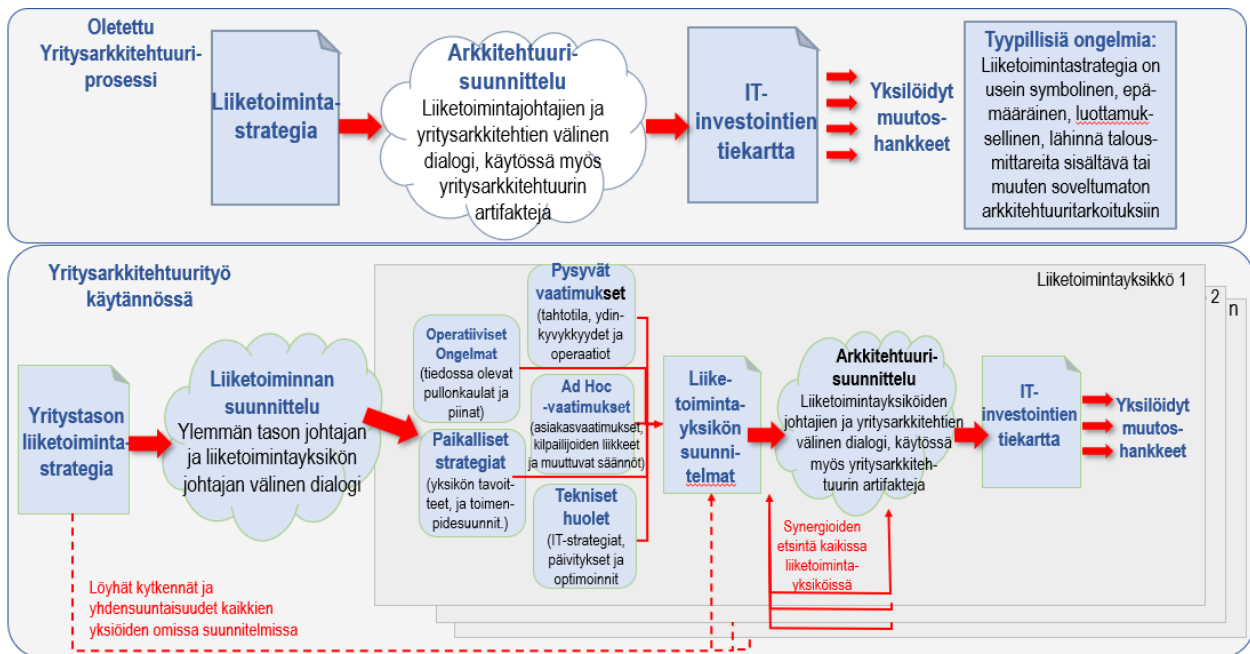 Oletettu
Yritysarkkitehtuuri-
prosessi
Liiketoiminta-
strategia
Arkkitehtuuri-
suunnittelu
Liiketoimintajohtajien ja
yritysarkkitehtien välinen
dialogi, käytössä myös
yritysarkkitehtuurin
artifakteja
IT-
investointien
tiekartta
Yksilöidyt
muutos-
hankkeet
Tyypillisiä ongelmia:
Liiketoimintastrategia on
usein symbolinen, epä-
määräinen, luottamuk-
sellinen, lähinnä talous-
mittareita sisältävä tai
muuten soveltumaton
arkkitehtuuritarkoituksiin
Yritysarkkitehtuurityö
käytännössä
Yritystason
liiketoiminta-
strategia
Liiketoiminnan
suunnittelu
Ylemmän tason johtajan
ja liiketoimintayksikön
johtajan välinen dialogi
Liiketoimintayksikkö 1
2
n
Pysyvät
vaatimukset
(tahtotila, ydin-
kyvykkyydet ja
operaatiot)
Operatiiviset
Ongelmat
(tiedossa olevat
pullonkaulat ja
piinat)
Ad Hoc
-vaatimukset
(asiakasvaatimukset,
kilpailijoiden liikkeet
ja muuttuvat säännöt)
Paikalliset
strategiat
(yksikön tavoit-
teet, ja toimen-
pidesuunnit.)
Tekniset
huolet
(IT-strategiat,
päivitykset ja
optimoinnit
Liike-
toiminta-
yksikön
suunni-
telmat
Arkkitehtuuri-
suunnittelu
Liiketoimintayksiköiden
johtajien ja yritysarkkitehtien
välinen dialogi, käytössä
myös yritysarkkiteh-
tuurin artifakteja
IT-
investointien
tiekartta
Yksilöidyt
muutos-
hankkeet
Synergioiden
etsintä kaikissa
liiketoiminta-
yksiköissä
Löyhät kytkennät ja
yhdensuuntaisuudet kaikkien
yksiöiden omissa suunnitelmissa